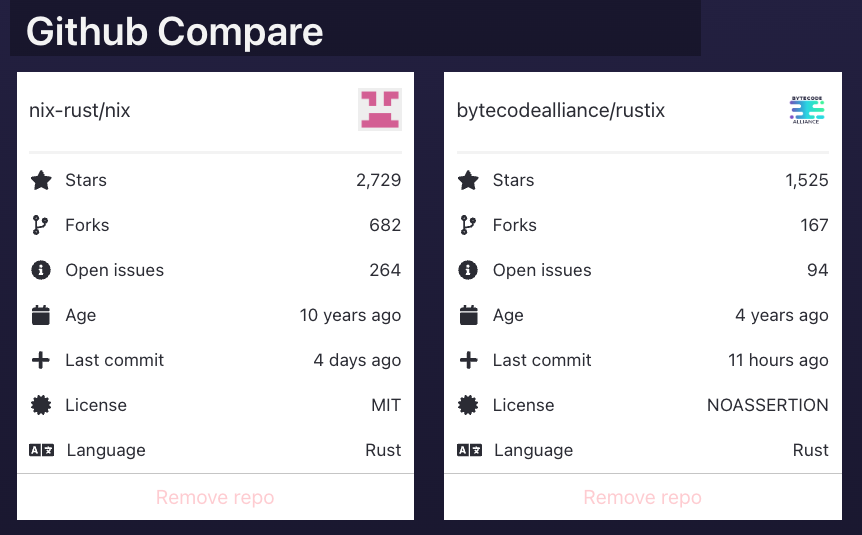 Github Compare
nix-rust/nix
Stars 2,729
Forks 682
Open issues 264
Age 10 years ago
Last commit 4 days ago
License MIT
Language Rust
Remove repo
bytecodealliance/rustix
BYTECODE
ALLIANCE
Stars 1,525
Forks 167
Open issues 94
Age 4 years ago
Last commit 11 hours ago
License NOASSERTION
Language Rust
Remove repo